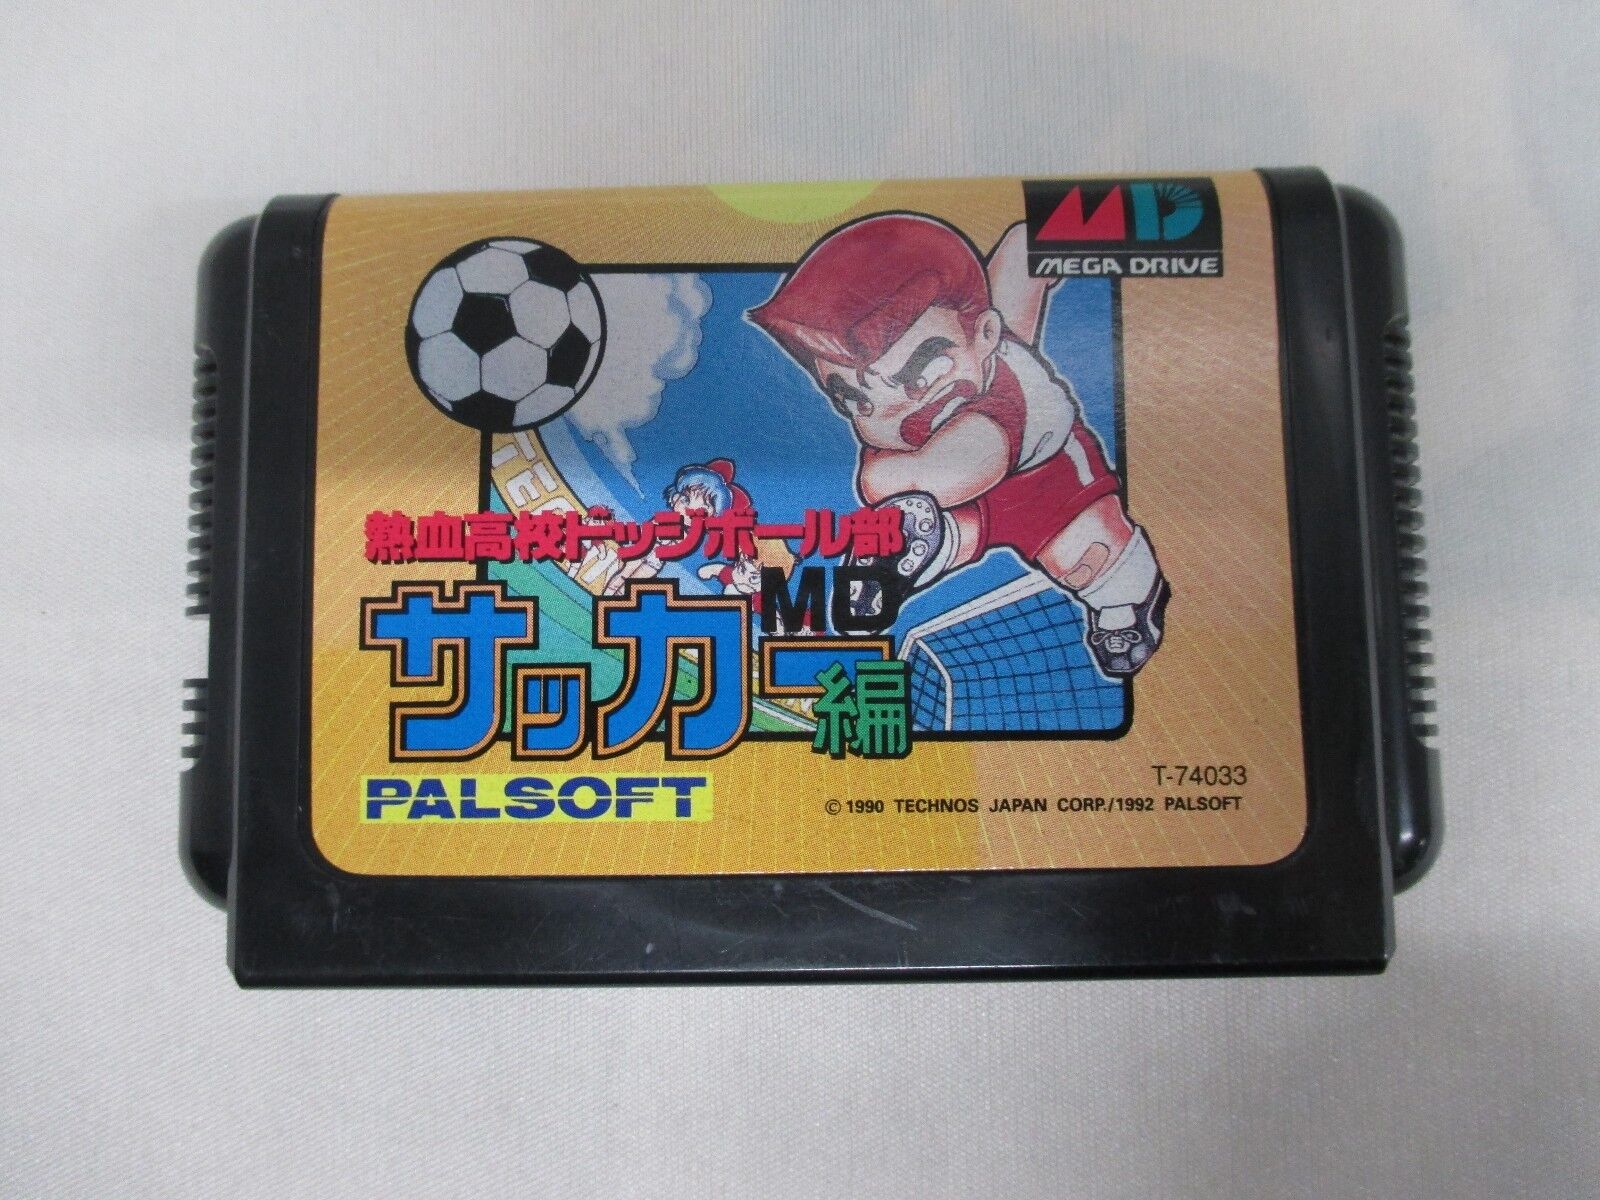 MD
MEGA DRIVE
熱血高校ドッジボール部
サッカー編
MD
PALSOFT
T-74033
© 1990 TECHNOS JAPAN CORP./1992 PALSOFT